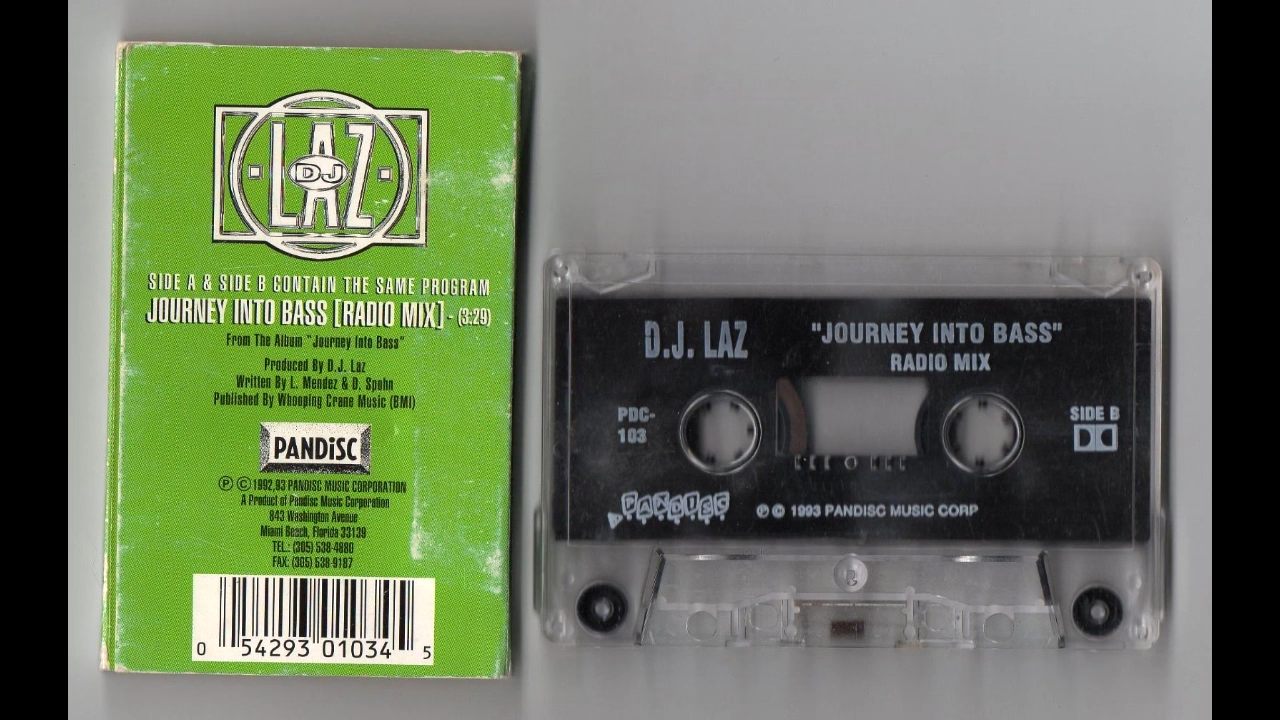 LAZ
DJ
SIDE A & SIDE B CONTAIN THE SAME PROGRAM
JOURNEY INTO BASS [RADIO MIX] - (3:29)
From The Album "Journey Into Bass"
Produced By D.J. Laz
Written By L. Mendez & D. Spohn
Published By Whooping Crane Music (BMI)
PANDiSC
Ⓟ © 1992,93 PANDISC MUSIC CORPORATION
A Product of Pandisc Music Corporation
843 Washington Avenue
Miami Beach, Florida 33139
TEL.: (305) 538-4880
FAX: (305) 538-9187
0 54293 01034 5
D.J. LAZ
"JOURNEY INTO BASS"
RADIO MIX
PDC-
103
SIDE B
PANDISC
Ⓟ © 1993 PANDISC MUSIC CORP